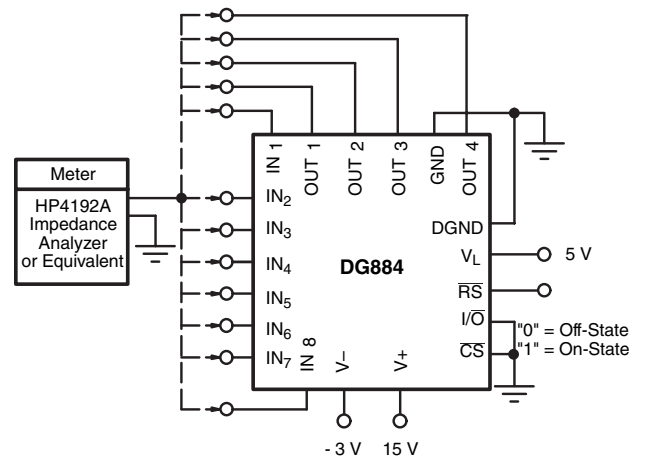 IN 1
OUT 1
OUT 2
OUT 3
GND
OUT 4
Meter
HP4192A
Impedance
Analyzer
or Equivalent
IN2
IN3
IN4
IN5
IN6
IN7
IN 8
V–
V+
DG884
DGND
VL
5 V
RS
I/O
"0" = Off-State
CS
"1" = On-State
- 3 V
15 V